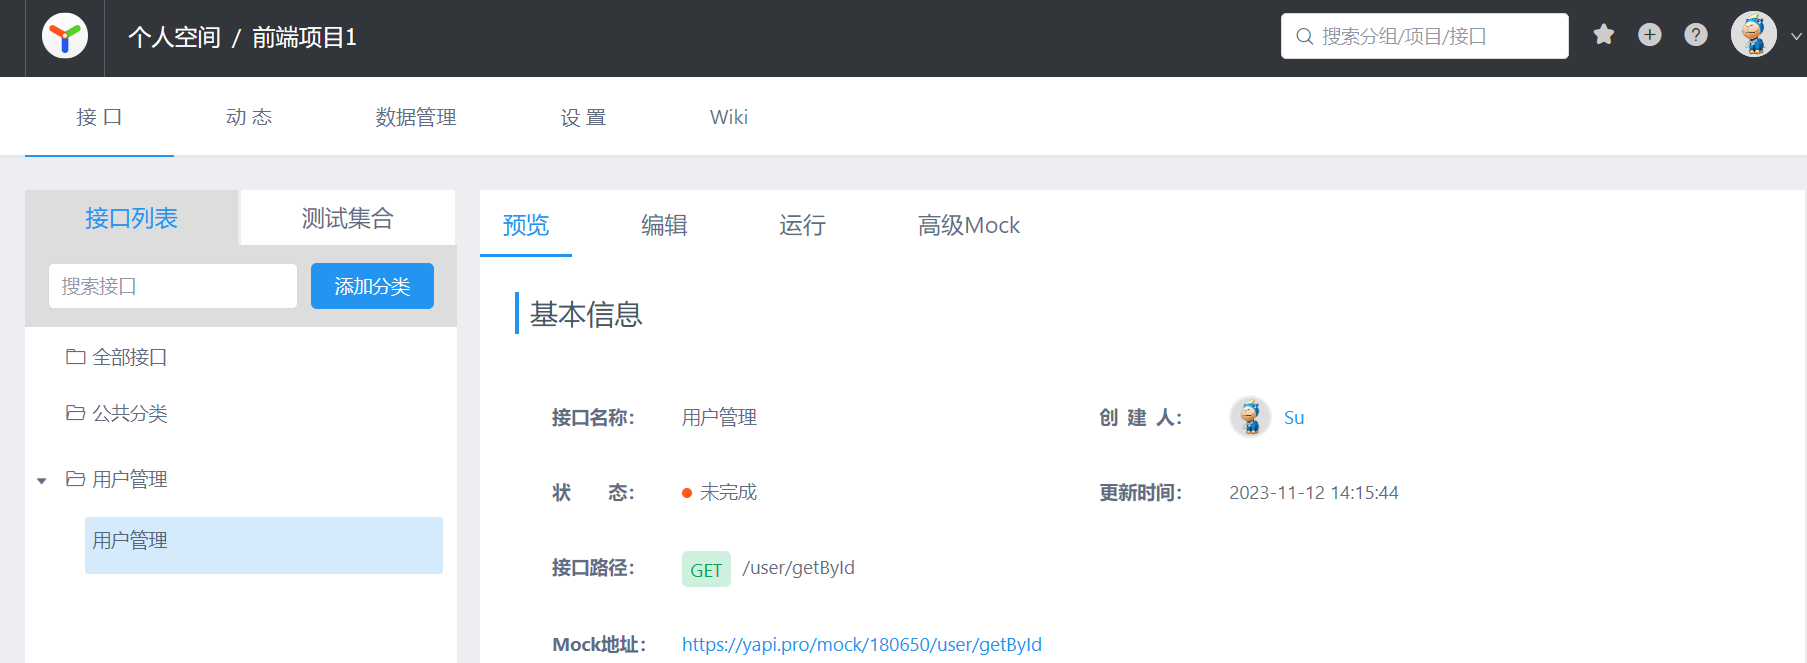 个人空间 / 前端项目1
搜索分组/项目/接口
接 口
动 态
数据管理
设 置
Wiki
接口列表
测试集合
搜索接口
添加分类
全部接口
公共分类
用户管理
用户管理
预览
编辑
运行
高级Mock
基本信息
接口名称： 用户管理
创 建 人： Su
状 态： 未完成
更新时间： 2023-11-12 14:15:44
接口路径： GET /user/getById
Mock地址： https://yapi.pro/mock/180650/user/getById